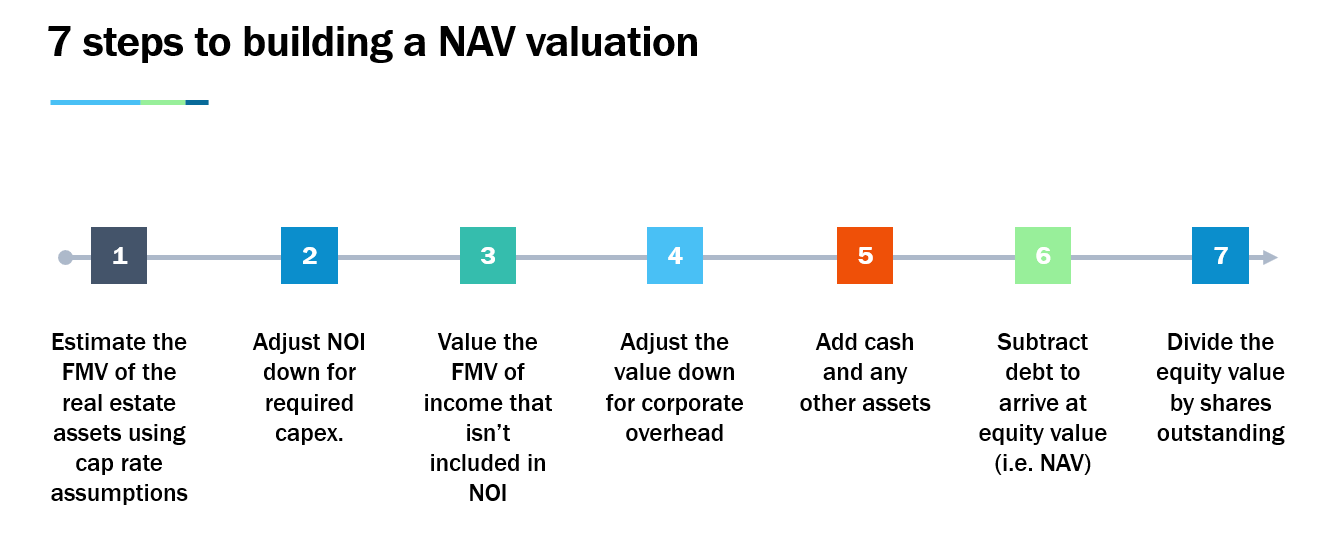 7 steps to building a NAV valuation
1
2
3
4
5
6
7
Estimate the
FMV of the
real estate
assets using
cap rate
assumptions
Adjust NOI
down for
required
capex.
Value the
FMV of
income that
isn’t
included in
NOI
Adjust the
value down
for corporate
overhead
Add cash
and any
other assets
Subtract
debt to
arrive at
equity value
(i.e. NAV)
Divide the
equity value
by shares
outstanding